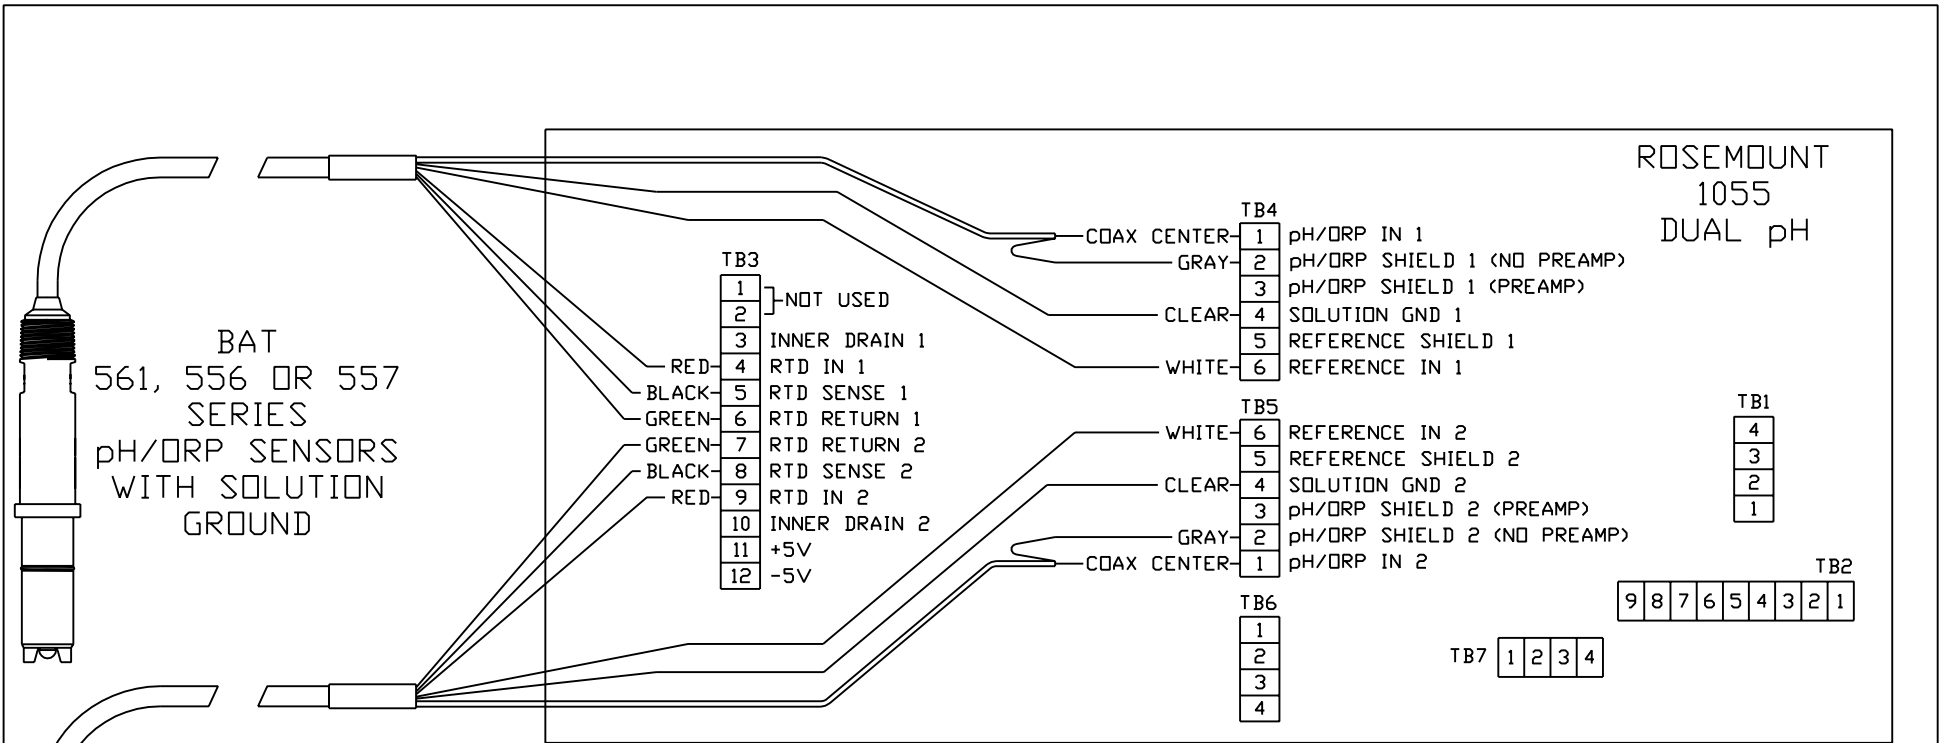 ROSEMOUNT
1055
DUAL pH
BAT
561, 556 OR 557
SERIES
pH/ORP SENSORS
WITH SOLUTION
GROUND
TB3
1
2
NOT USED
3 INNER DRAIN 1
RED 4 RTD IN 1
BLACK 5 RTD SENSE 1
GREEN 6 RTD RETURN 1
GREEN 7 RTD RETURN 2
BLACK 8 RTD SENSE 2
RED 9 RTD IN 2
10 INNER DRAIN 2
11 +5V
12 -5V
TB4
COAX CENTER 1 pH/ORP IN 1
GRAY 2 pH/ORP SHIELD 1 (NO PREAMP)
3 pH/ORP SHIELD 1 (PREAMP)
CLEAR 4 SOLUTION GND 1
5 REFERENCE SHIELD 1
WHITE 6 REFERENCE IN 1
TB5
WHITE 6 REFERENCE IN 2
5 REFERENCE SHIELD 2
CLEAR 4 SOLUTION GND 2
3 pH/ORP SHIELD 2 (PREAMP)
GRAY 2 pH/ORP SHIELD 2 (NO PREAMP)
COAX CENTER 1 pH/ORP IN 2
TB6
1
2
3
4
TB1
4
3
2
1
TB2
9 8 7 6 5 4 3 2 1
TB7 1 2 3 4